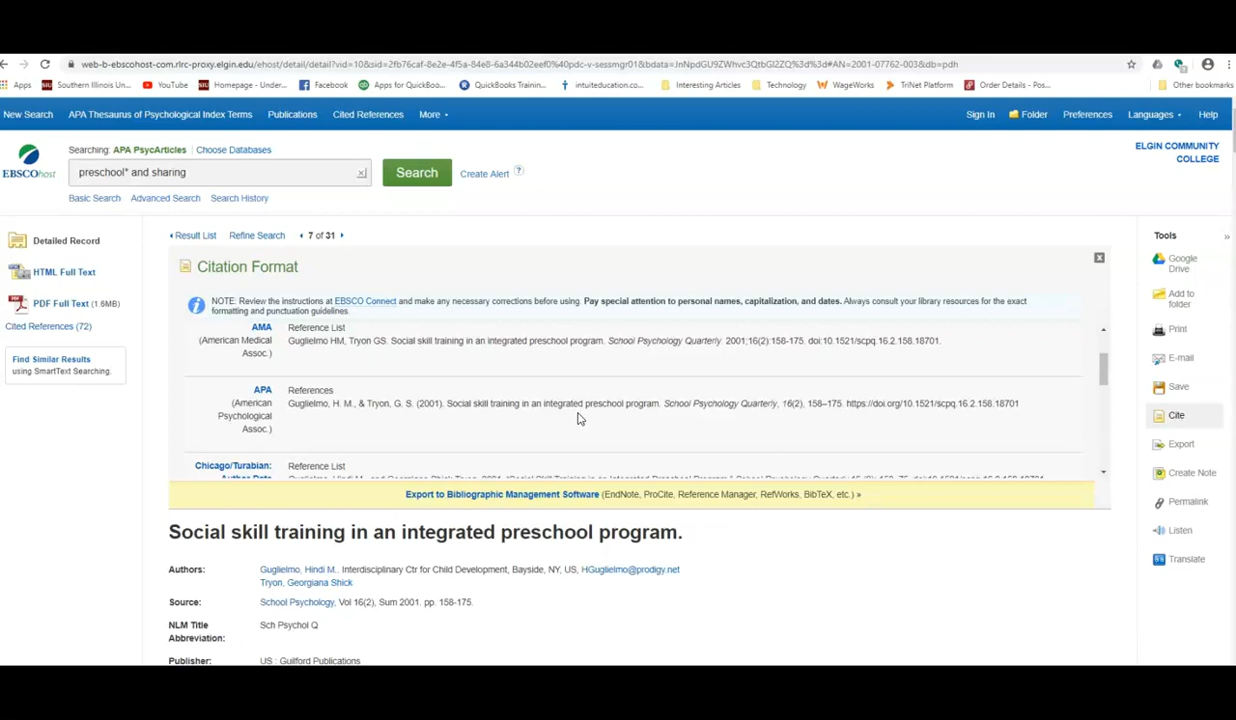 web-b-ebscohost-com.rlrc-proxy.elgin.edu/ehost/detail/detail?vid=10&sid=2fb76caf-8e2e-4f5a-84e8-6a344b02eef0%40pdc-v-sessmgr01&bdata=JnNpdGU9ZWhvc3QtbGl2ZQ%3d%3d#AN=2001-07762-003&db=pdh
Apps Southern Illinois Un... YouTube Homepage - Under... Facebook Apps for QuickBoo... QuickBooks Training... intuiteducation.co... Interesting Articles Technology WageWorks TriNet Platform Order Details - Pos... Other bookmarks
New Search APA Thesaurus of Psychological Index Terms Publications Cited References More Sign In Folder Preferences Languages Help
Searching: APA PsycArticles | Choose Databases
EBSCOhost
preschool* and sharing
Search
Create Alert ?
Basic Search Advanced Search Search History
ELGIN COMMUNITY
COLLEGE
Detailed Record
HTML Full Text
PDF Full Text (1.6MB)
Cited References (72)
Find Similar Results
using SmartText Searching.
Result List Refine Search 7 of 31
Citation Format
NOTE: Review the instructions at EBSCO Connect and make any necessary corrections before using. Pay special attention to personal names, capitalization, and dates. Always consult your library resources for the exact
formatting and punctuation guidelines.
AMA
(American Medical
Assoc.)
Reference List
Guglielmo HM, Tryon GS. Social skill training in an integrated preschool program. School Psychology Quarterly. 2001;16(2):158-175. doi:10.1521/scpq.16.2.158.18701.
APA
(American
Psychological
Assoc.)
References
Guglielmo, H. M., & Tryon, G. S. (2001). Social skill training in an integrated preschool program. School Psychology Quarterly, 16(2), 158–175. https://doi.org/10.1521/scpq.16.2.158.18701
Chicago/Turabian:
Author-Date
Reference List
Export to Bibliographic Management Software (EndNote, ProCite, Reference Manager, RefWorks, BibTeX, etc.) »
Social skill training in an integrated preschool program.
Authors: Guglielmo, Hindi M.. Interdisciplinary Ctr for Child Development, Bayside, NY, US, HGuglielmo@prodigy.net
Tryon, Georgiana Shick
Source: School Psychology, Vol 16(2), Sum 2001. pp. 158-175.
NLM Title
Abbreviation:
Sch Psychol Q
Publisher: US : Guilford Publications
Tools »
Google
Drive
Add to
folder
Print
E-mail
Save
Cite
Export
Create Note
Permalink
Listen
Translate